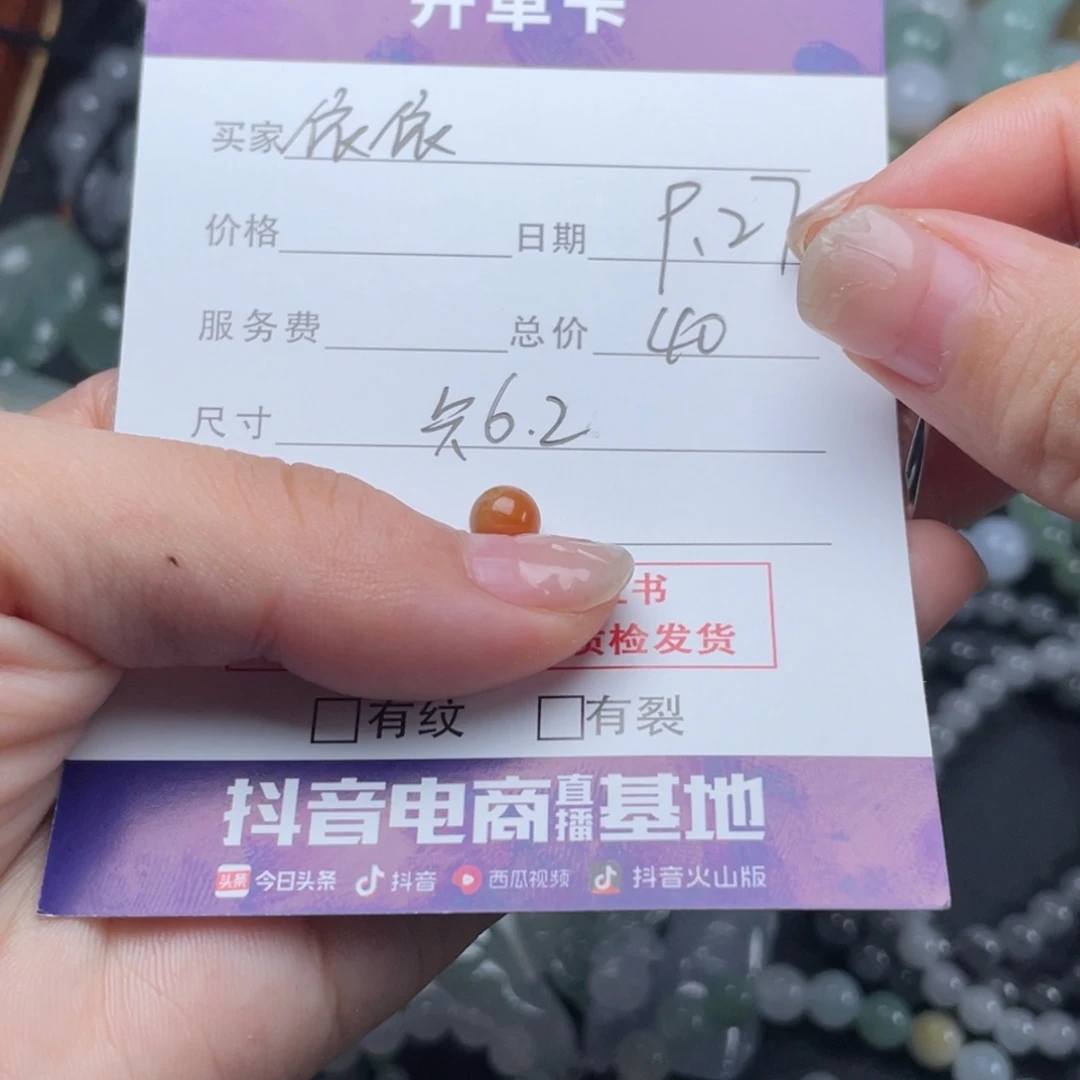 开单卡
买家 依依
价格 日期 9.27
服务费 总价 40
尺寸 6.2
书
质检发货
有纹 有裂
抖音电商直播基地
头条 今日头条 抖音 西瓜视频 抖音火山版